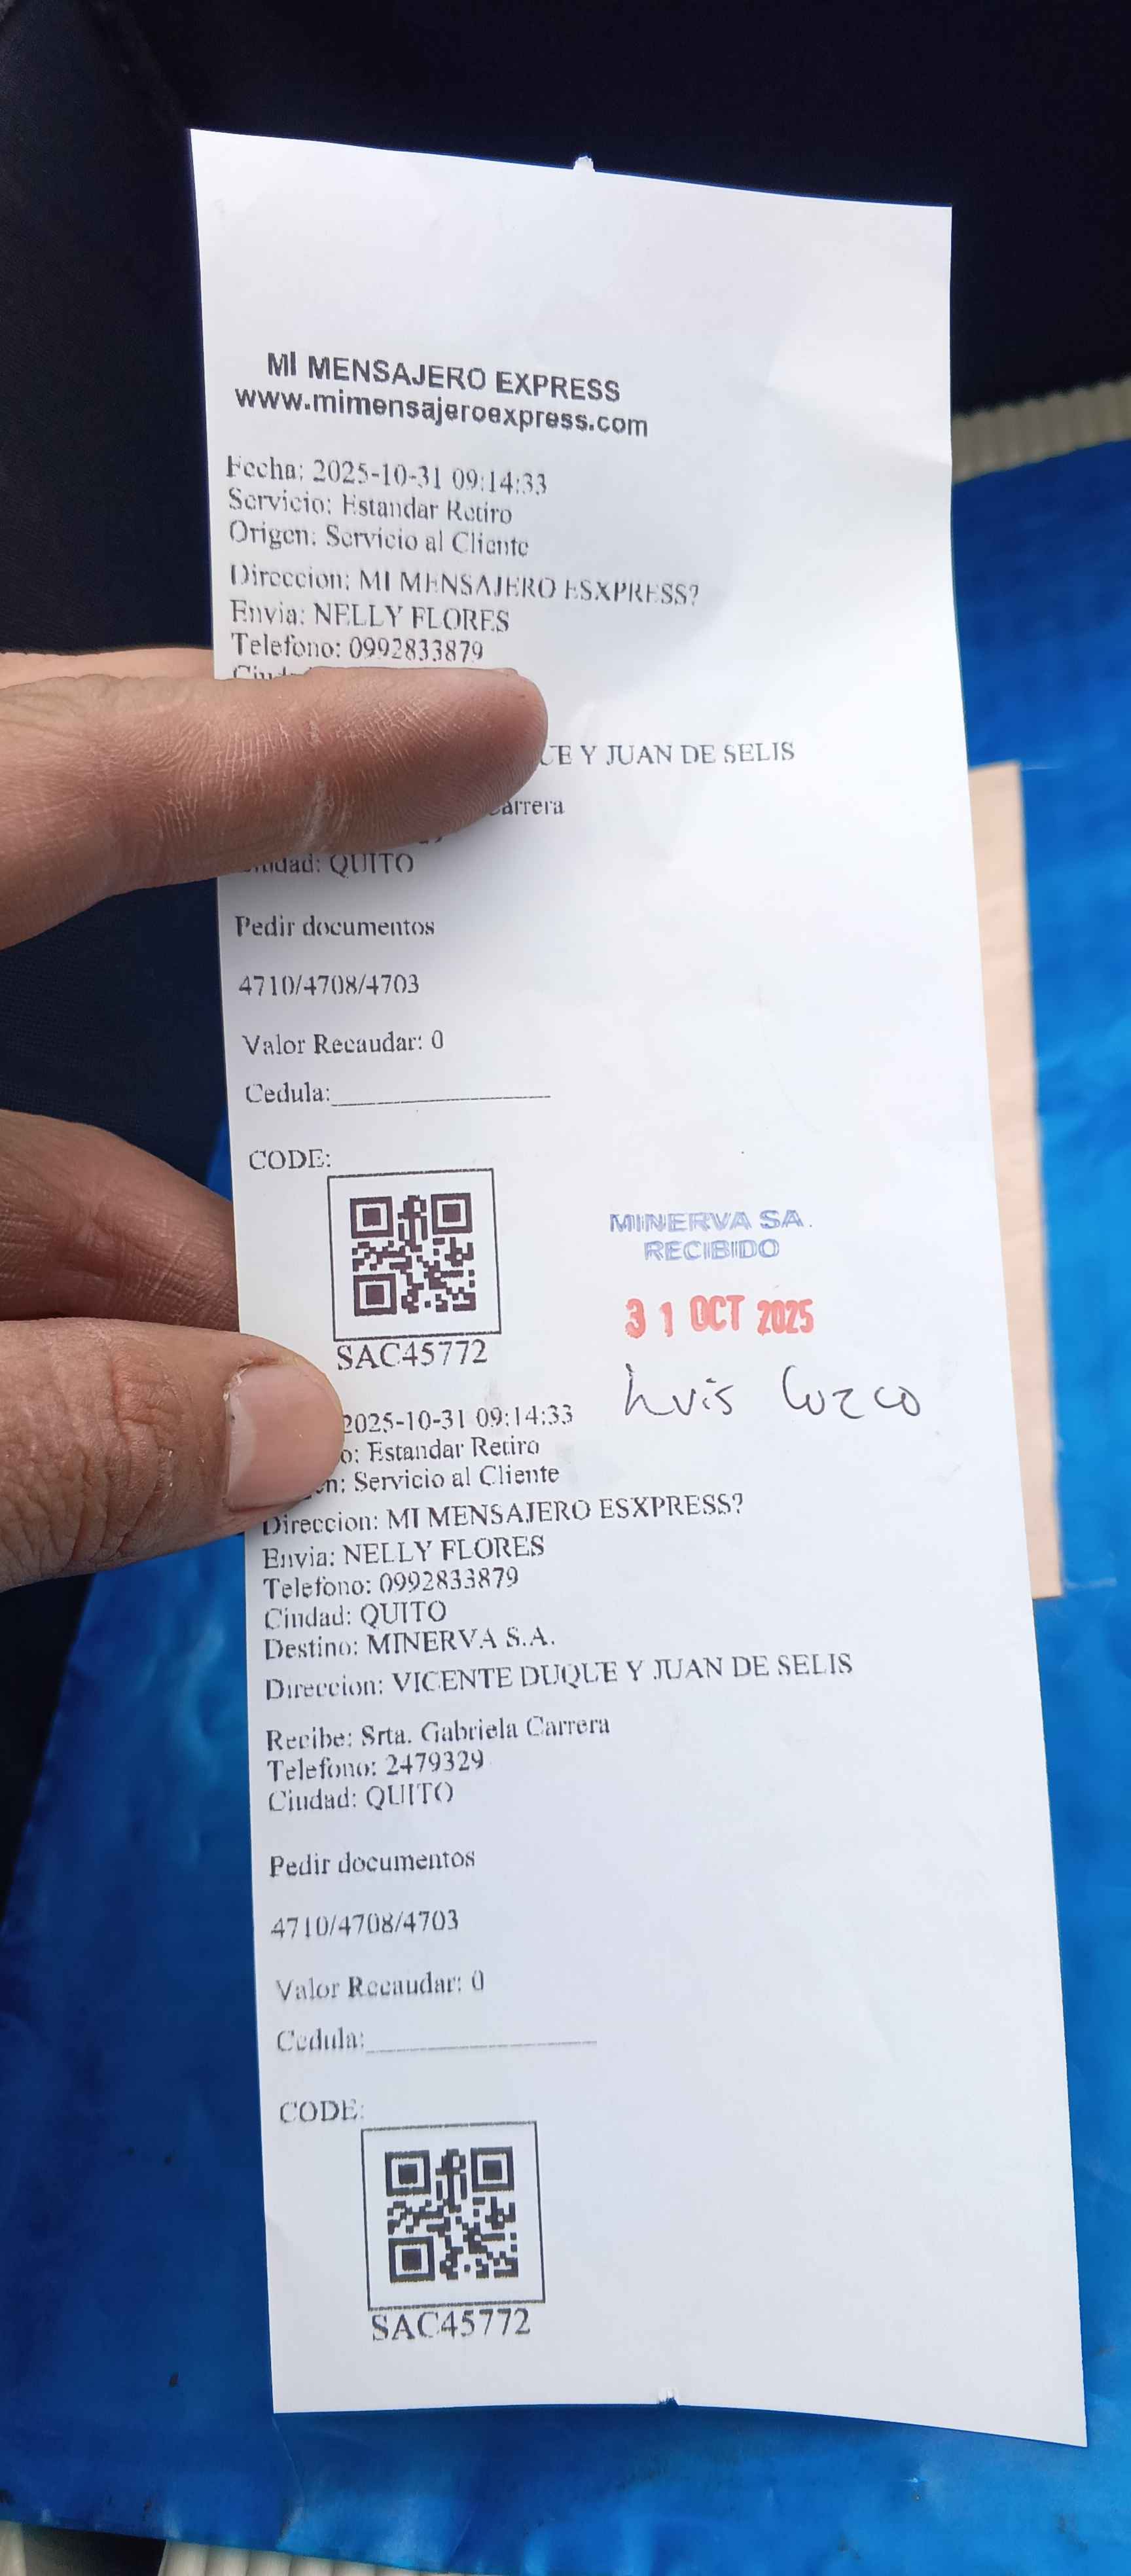 MI MENSAJERO EXPRESS
www.mimensajeroexpress.com
Fecha: 2025-10-31 09:14:33
Servicio: Estandar Retiro
Origen: Servicio al Cliente
Direccion: MI MENSAJERO ESXPRESS?
Envia: NELLY FLORES
Telefono: 0992833879
Y JUAN DE SELIS
QUITO
Pedir documentos
4710/4708/4703
Valor Recaudar: 0
Cedula:
CODE:
SAC45772
MINERVA SA.
RECIBIDO
31 OCT 2025
Luis
2025-10-31 09:14:33
Estandar Retiro
Servicio al Cliente
Direccion: MI MENSAJERO ESXPRESS?
Envia: NELLY FLORES
Telefono: 0992833879
Ciudad: QUITO
Destino: MINERVA S.A.
Direccion: VICENTE DUQUE Y JUAN DE SELIS
Recibe: Srta. Gabriela Carrera
Telefono: 2479329
Ciudad: QUITO
Pedir documentos
4710/4708/4703
Valor Recaudar: 0
Cedula:
CODE:
SAC45772